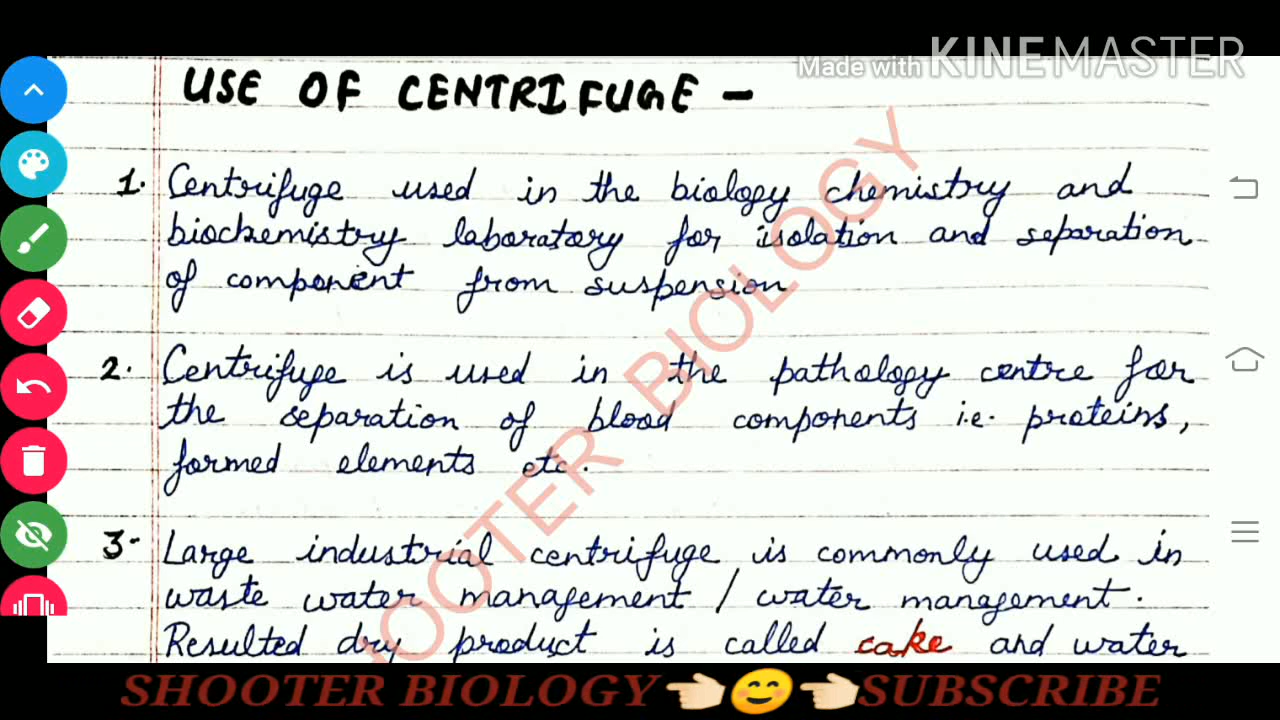 Made with KINEMASTER
USE OF CENTRIFUGE –
1. Centrifuge used in the biology chemistry and
biochemistry laboratory for isolation and separation
of component from suspension
2. Centrifuge is used in the pathology centre for
the separation of blood components i.e. proteins,
formed elements etc.
3- Large industrial centrifuge is commonly used in
waste water management / water management.
Resulted dry product is called cake and water
OOTER BIOLOGY
SHOOTER BIOLOGY 👈🏻😊👈🏻SUBSCRIBE